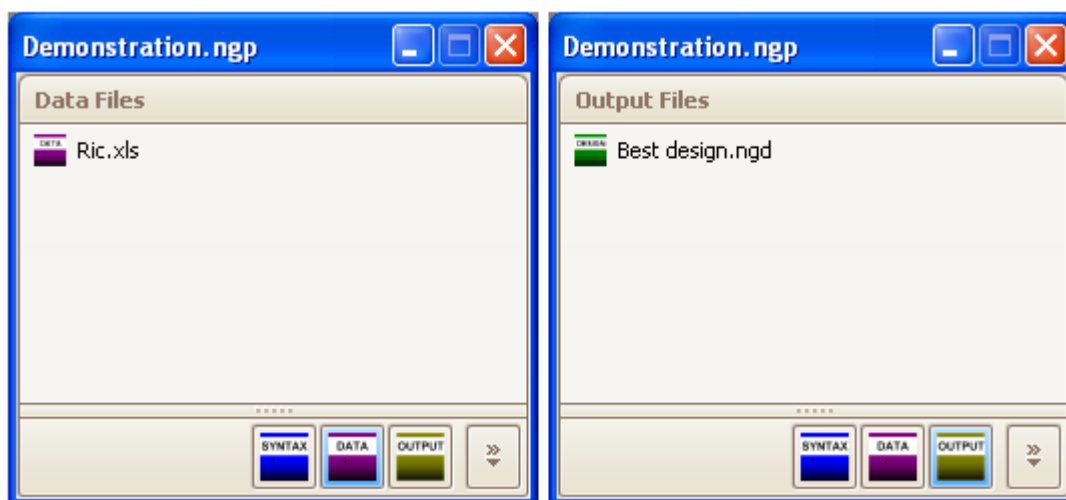 Demonstration.ngp
Data Files
DATA
Ric.xls
SYNTAX DATA OUTPUT
Demonstration.ngp
Output Files
DESIGN
Best design.ngd
SYNTAX DATA OUTPUT